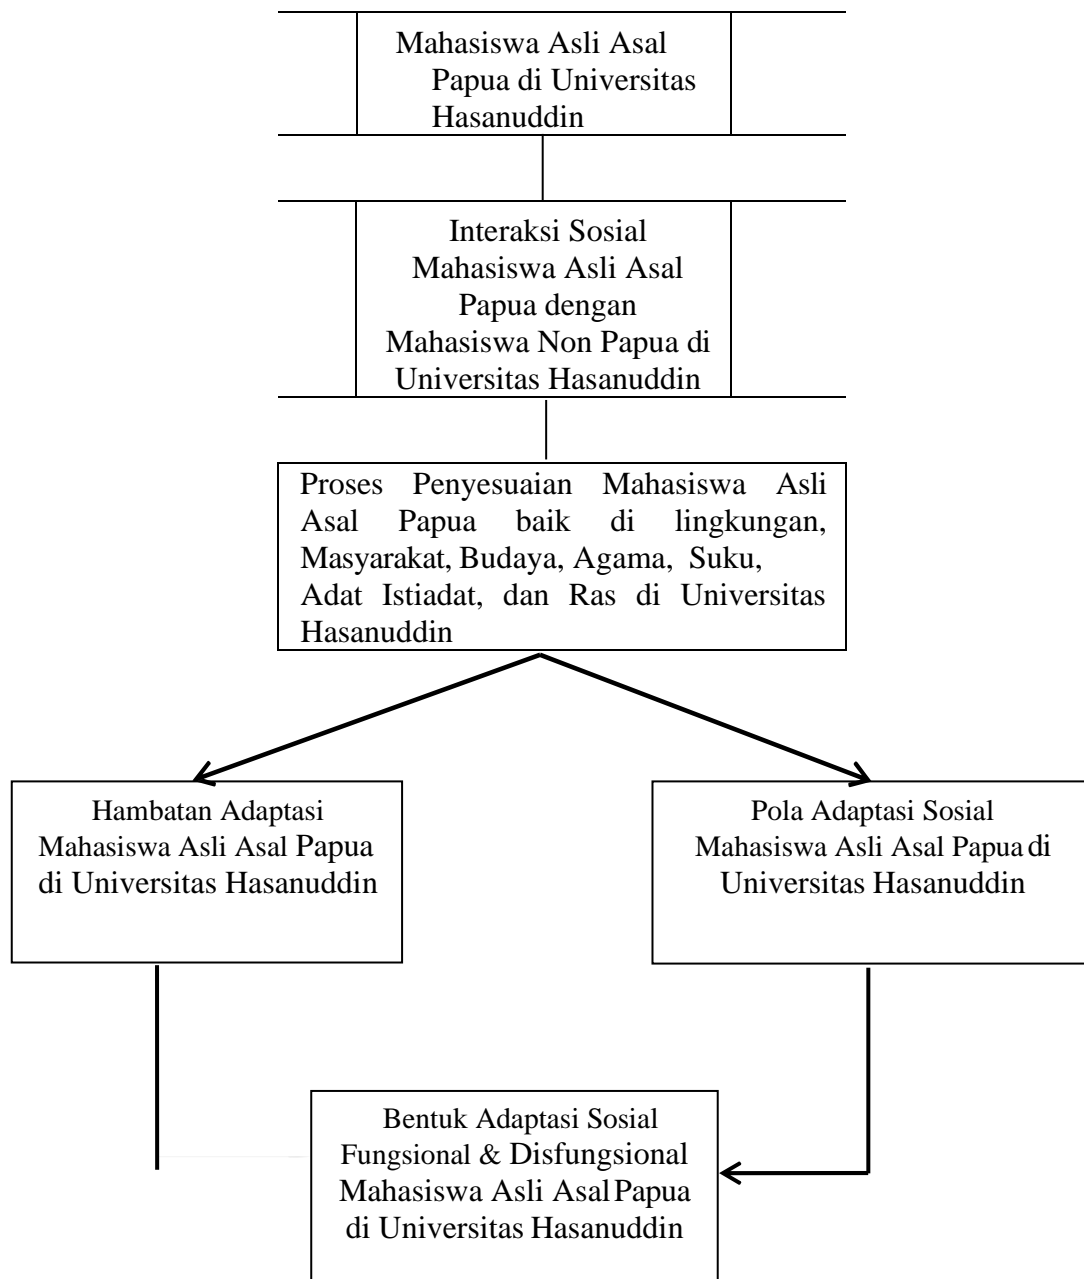 Mahasiswa Asli Asal
Papua di Universitas
Hasanuddin
Interaksi Sosial
Mahasiswa Asli Asal
Papua dengan
Mahasiswa Non Papua di
Universitas Hasanuddin
Proses Penyesuaian Mahasiswa Asli
Asal Papua baik di lingkungan,
Masyarakat, Budaya, Agama, Suku,
Adat Istiadat, dan Ras di Universitas
Hasanuddin
Hambatan Adaptasi
Mahasiswa Asli Asal Papua
di Universitas Hasanuddin
Pola Adaptasi Sosial
Mahasiswa Asli Asal Papua di
Universitas Hasanuddin
Bentuk Adaptasi Sosial
Fungsional & Disfungsional
Mahasiswa Asli Asal Papua
di Universitas Hasanuddin